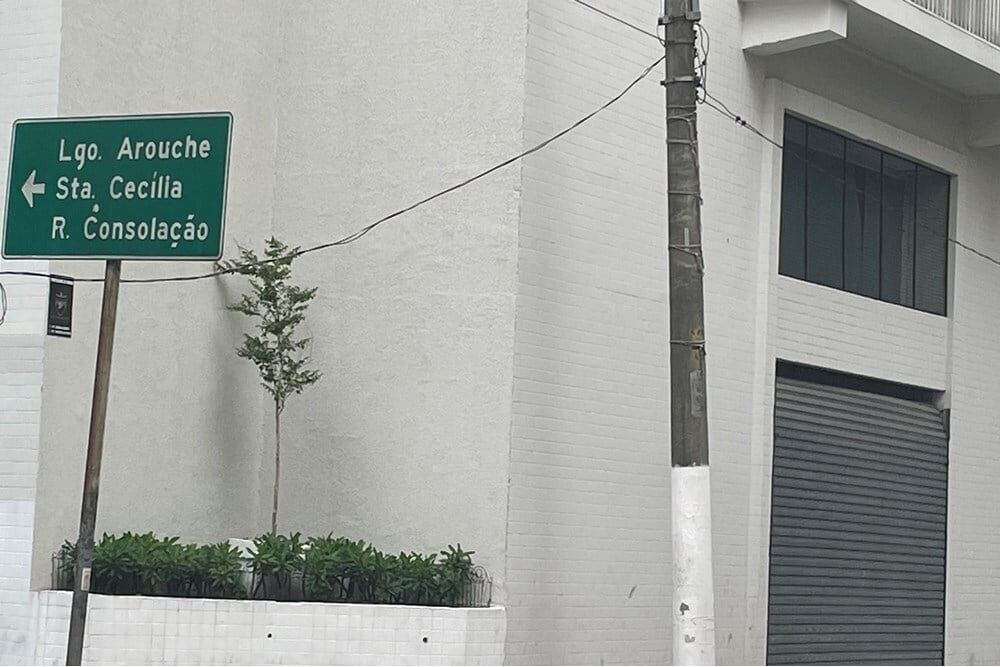 Lgo. Arouche
Sta. Cecília
R. Consolação